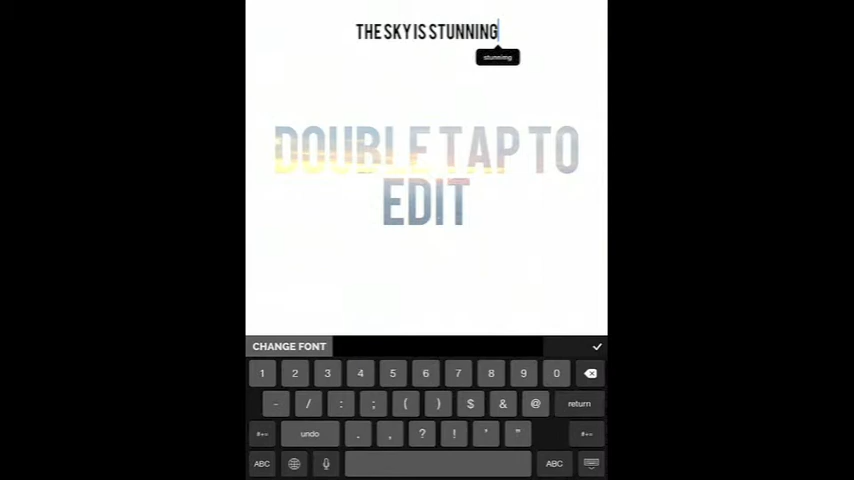 THE SKY IS STUNNING
stunning
DOUBLE TAP TO
EDIT
CHANGE FONT
1 2 3 4 5 6 7 8 9 0
- / : ; ( ) $ & @ return
#+= undo . , ? ! ' " #+=
ABC ABC